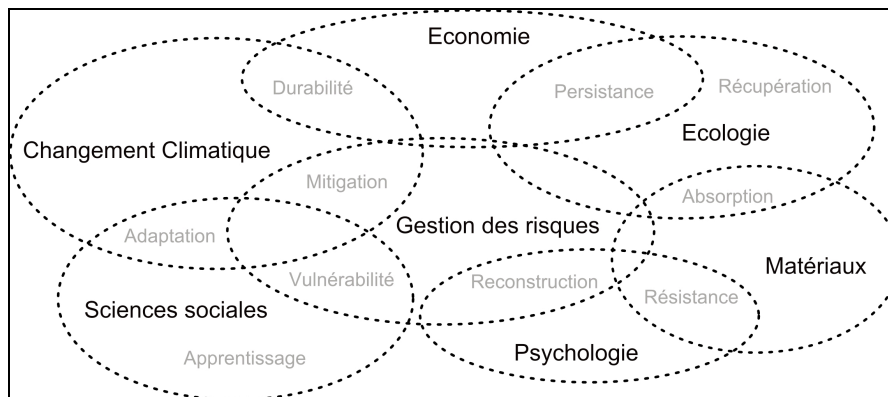 Economie
Durabilité
Persistance
Récupération
Ecologie
Changement Climatique
Mitigation
Absorption
Gestion des risques
Adaptation
Matériaux
Vulnérabilité
Reconstruction
Résistance
Sciences sociales
Psychologie
Apprentissage